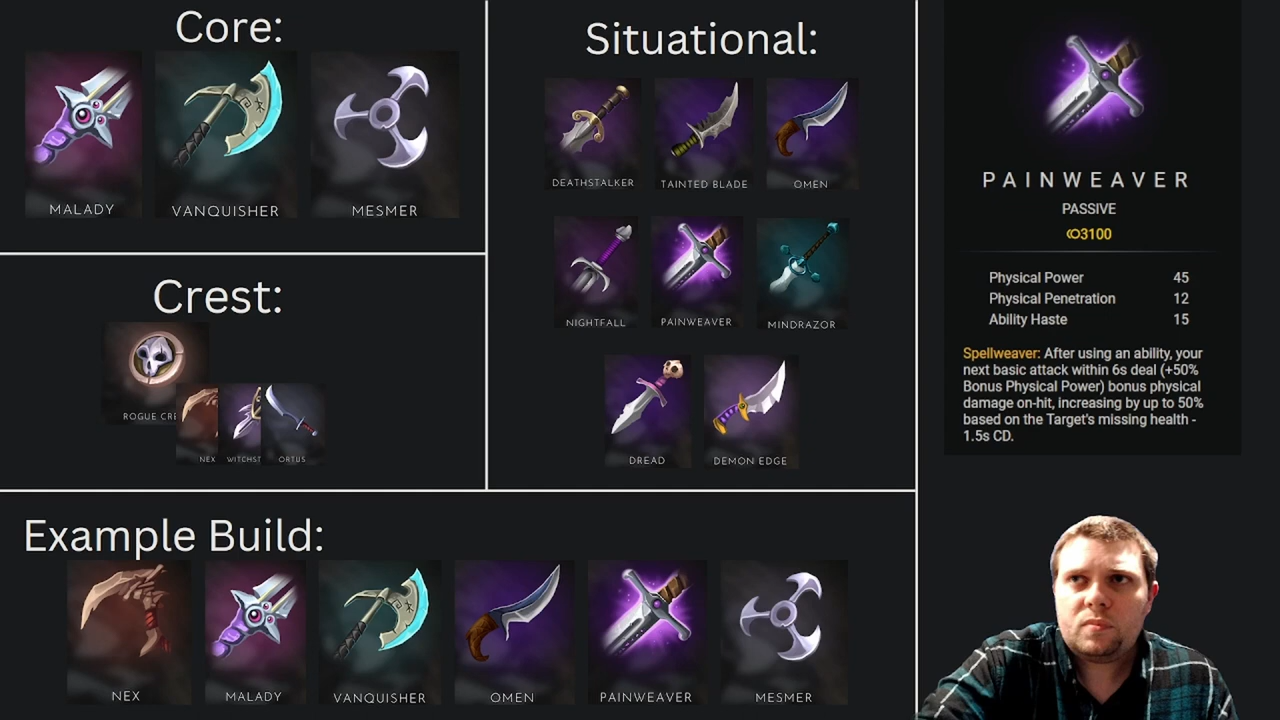 Core:
MALADY
VANQUISHER
MESMER
Crest:
ROGUE CRE
NEX
WITCHST
ORTUS
Situational:
DEATHSTALKER
TAINTED BLADE
OMEN
NIGHTFALL
PAINWEAVER
MINDRAZOR
DREAD
DEMON EDGE
Example Build:
NEX
MALADY
VANQUISHER
OMEN
PAINWEAVER
MESMER
PAINWEAVER
PASSIVE
3100
Physical Power 45
Physical Penetration 12
Ability Haste 15
Spellweaver: After using an ability, your
next basic attack within 6s deal (+50%
Bonus Physical Power) bonus physical
damage on-hit, increasing by up to 50%
based on the Target's missing health -
1.5s CD.